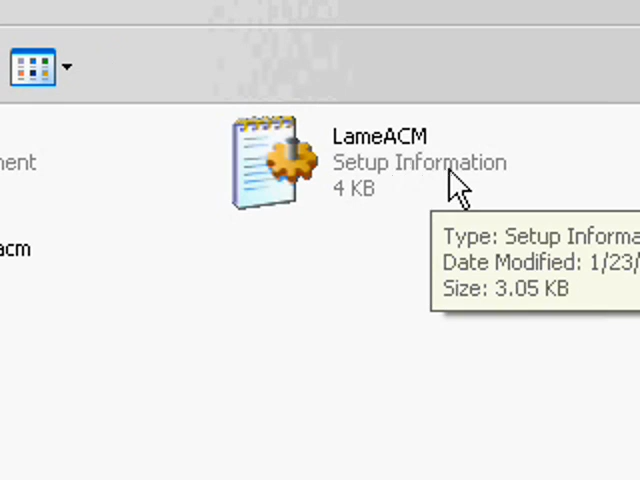 LameACM
ment
Setup Information
4 KB
acm
Type: Setup Informa
Date Modified: 1/23/
Size: 3.05 KB